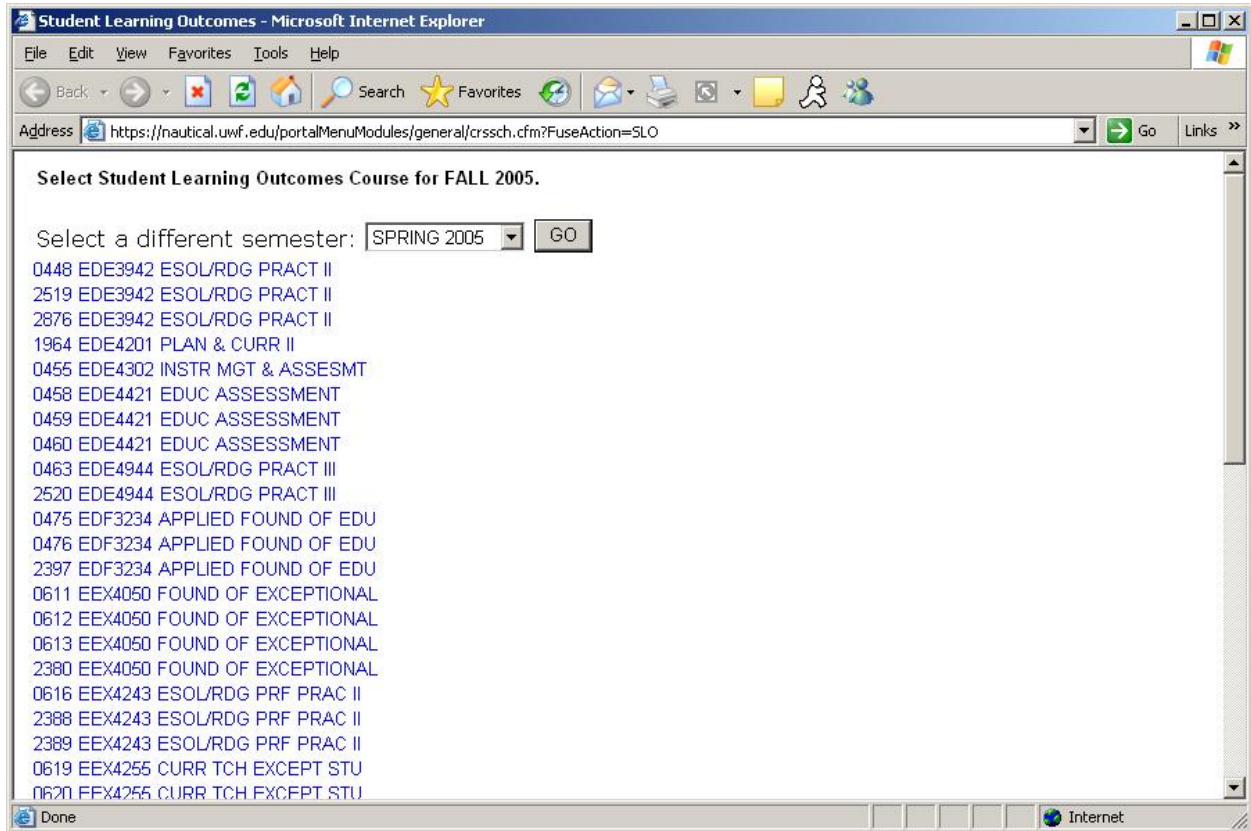 Student Learning Outcomes - Microsoft Internet Explorer
File Edit View Favorites Tools Help
Back Search Favorites
Address https://nautical.uwf.edu/portalMenuModules/general/crssch.cfm?FuseAction=SLO Go Links »
Select Student Learning Outcomes Course for FALL 2005.
Select a different semester: SPRING 2005 GO
0448 EDE3942 ESOL/RDG PRACT II
2519 EDE3942 ESOL/RDG PRACT II
2876 EDE3942 ESOL/RDG PRACT II
1964 EDE4201 PLAN & CURR II
0455 EDE4302 INSTR MGT & ASSESMT
0458 EDE4421 EDUC ASSESSMENT
0459 EDE4421 EDUC ASSESSMENT
0460 EDE4421 EDUC ASSESSMENT
0463 EDE4944 ESOL/RDG PRACT III
2520 EDE4944 ESOL/RDG PRACT III
0475 EDF3234 APPLIED FOUND OF EDU
0476 EDF3234 APPLIED FOUND OF EDU
2397 EDF3234 APPLIED FOUND OF EDU
0611 EEX4050 FOUND OF EXCEPTIONAL
0612 EEX4050 FOUND OF EXCEPTIONAL
0613 EEX4050 FOUND OF EXCEPTIONAL
2380 EEX4050 FOUND OF EXCEPTIONAL
0616 EEX4243 ESOL/RDG PRF PRAC II
2388 EEX4243 ESOL/RDG PRF PRAC II
2389 EEX4243 ESOL/RDG PRF PRAC II
0619 EEX4255 CURR TCH EXCEPT STU
0620 EEX4255 CURR TCH EXCEPT STU
Done Internet